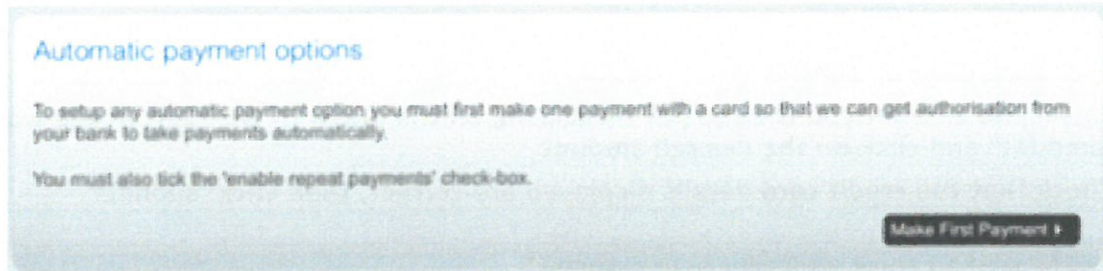 Automatic payment options
To setup any automatic payment option you must first make one payment with a card so that we can get authorisation from
your bank to take payments automatically.
You must also tick the 'enable repeat payments' check-box.
Make First Payment